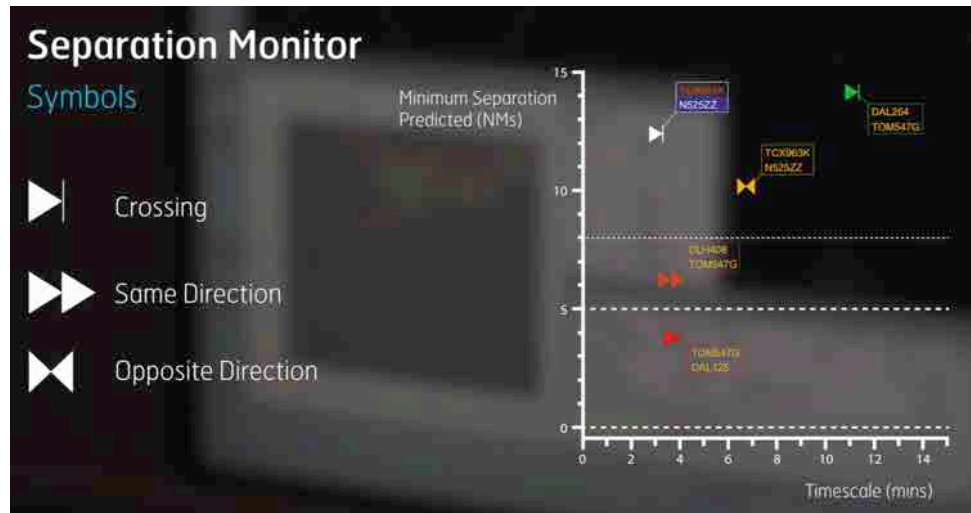 Separation Monitor
Symbols
Crossing
Same Direction
Opposite Direction
Minimum Separation
Predicted (NMs)
15
10
5
0
N525ZZ
DAL264
TOM547G
TCX963K
N525ZZ
DLH408
TOM547G
TOM547G
DAL125
0 2 4 6 8 10 12 14
Timescale (mins)